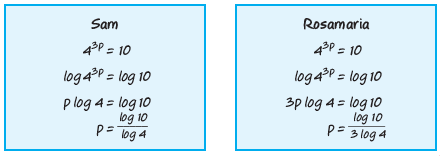 Sam
4^3p = 10
log 4^3p = log 10
p log 4 = log 10
p = log 10 / log 4
Rosamaria
4^3p = 10
log 4^3p = log 10
3p log 4 = log 10
p = log 10 / 3 log 4